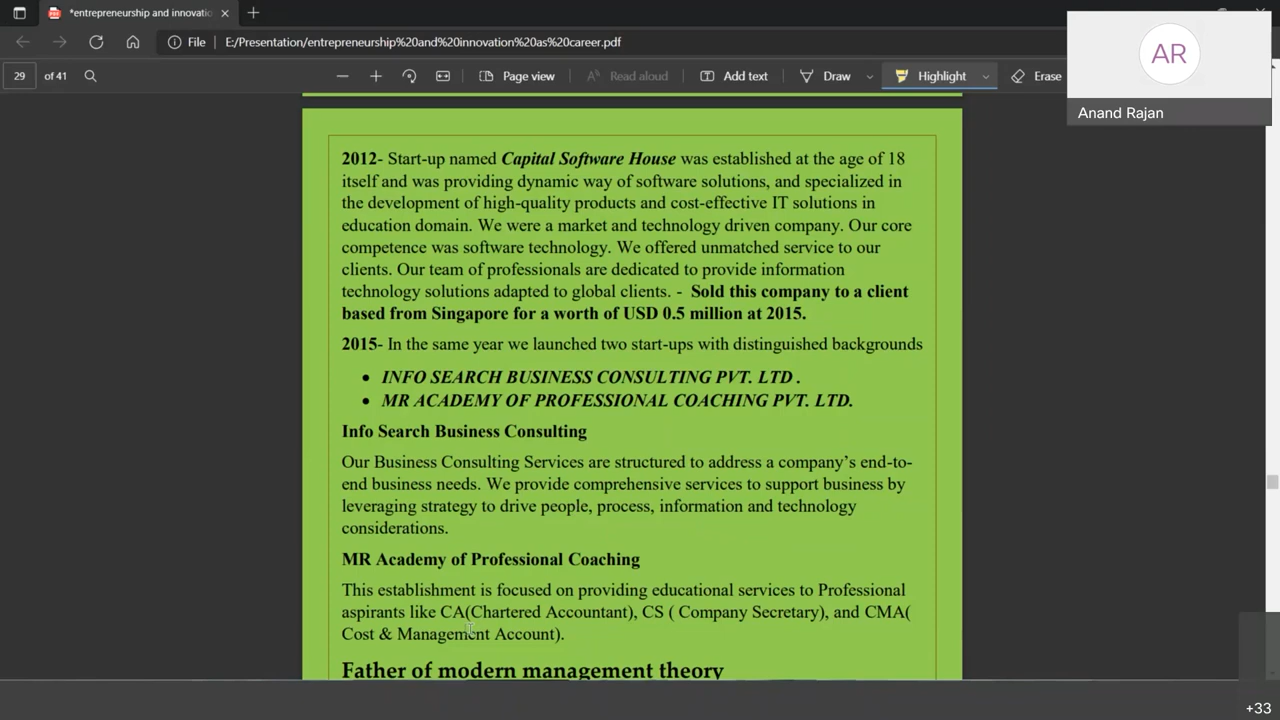 *entrepreneurship and innovatio
File
E:/Presentation/entrepreneurship%20and%20innovation%20as%20career.pdf
29 of 41
Page view
Read aloud
Add text
Draw
Highlight
Erase
AR
Anand Rajan
2012- Start-up named Capital Software House was established at the age of 18
itself and was providing dynamic way of software solutions, and specialized in
the development of high-quality products and cost-effective IT solutions in
education domain. We were a market and technology driven company. Our core
competence was software technology. We offered unmatched service to our
clients. Our team of professionals are dedicated to provide information
technology solutions adapted to global clients. - Sold this company to a client
based from Singapore for a worth of USD 0.5 million at 2015.
2015- In the same year we launched two start-ups with distinguished backgrounds
• INFO SEARCH BUSINESS CONSULTING PVT. LTD .
• MR ACADEMY OF PROFESSIONAL COACHING PVT. LTD.
Info Search Business Consulting
Our Business Consulting Services are structured to address a company's end-to-
end business needs. We provide comprehensive services to support business by
leveraging strategy to drive people, process, information and technology
considerations.
MR Academy of Professional Coaching
This establishment is focused on providing educational services to Professional
aspirants like CA(Chartered Accountant), CS ( Company Secretary), and CMA(
Cost & Management Account).
Father of modern management theory
+33